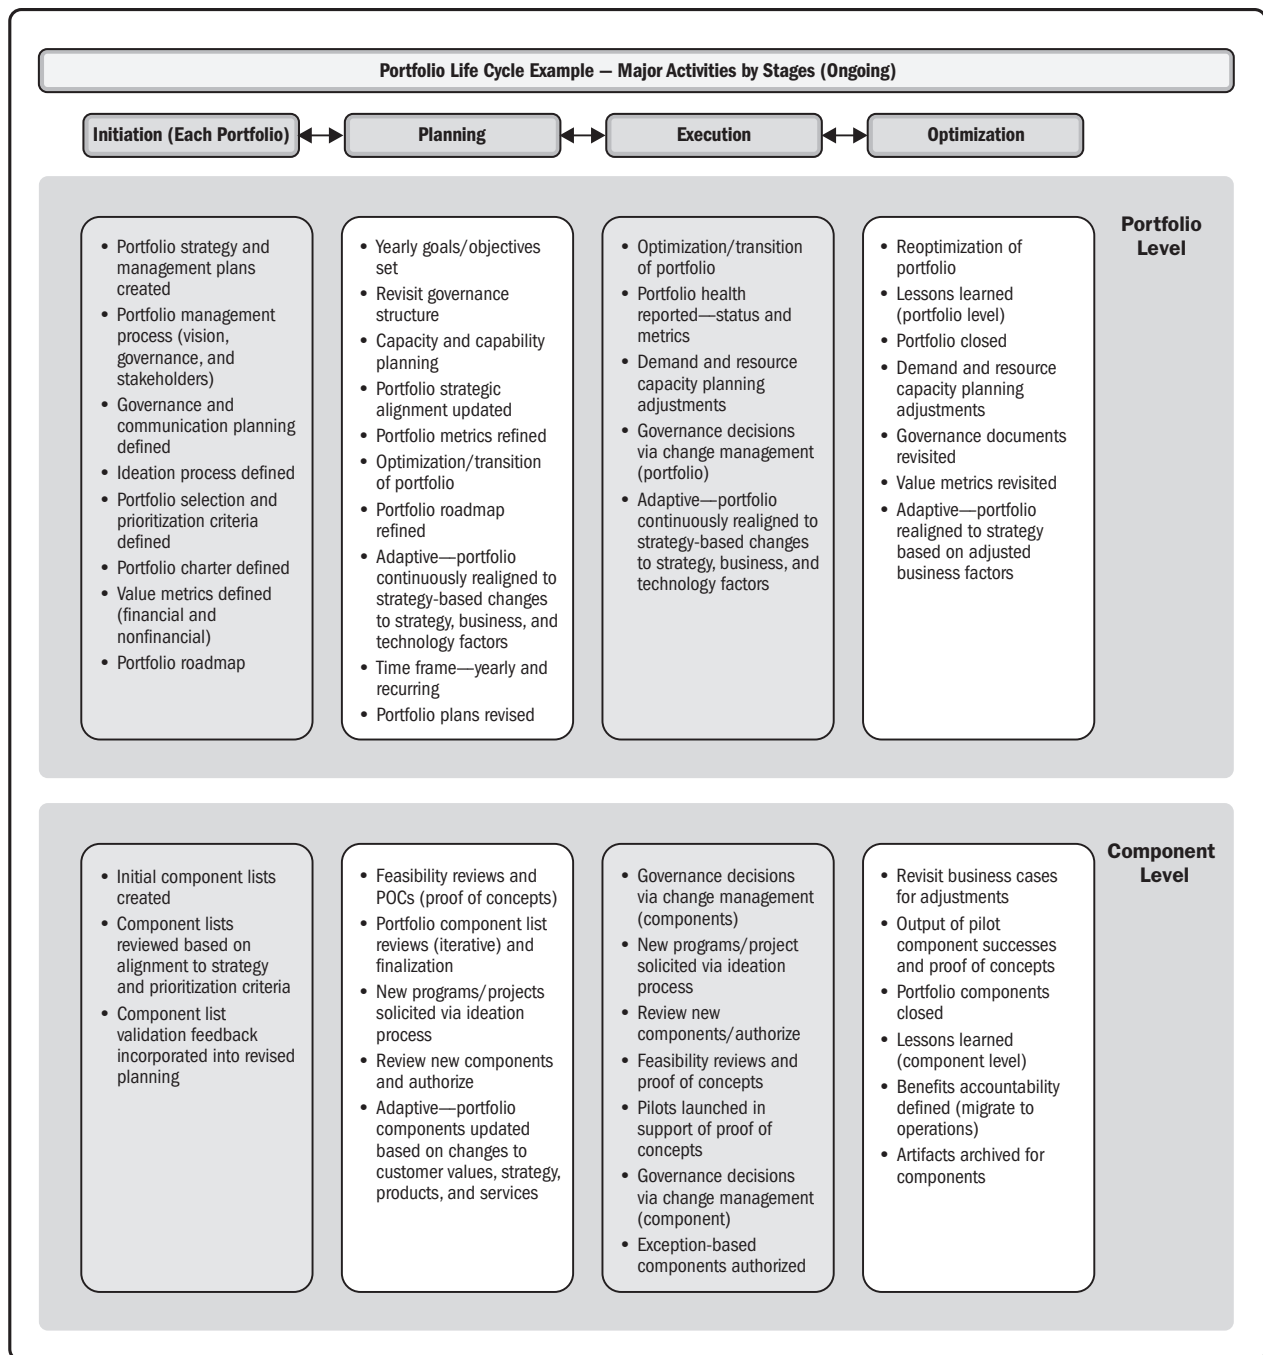 Portfolio Life Cycle Example — Major Activities by Stages (Ongoing)
Initiation (Each Portfolio)
Planning
Execution
Optimization
Portfolio
Level
• Portfolio strategy and
management plans
created
• Portfolio management
process (vision,
governance, and
stakeholders)
• Governance and
communication planning
defined
• Ideation process defined
• Portfolio selection and
prioritization criteria
defined
• Portfolio charter defined
• Value metrics defined
(financial and
nonfinancial)
• Portfolio roadmap
• Yearly goals/objectives
set
• Revisit governance
structure
• Capacity and capability
planning
• Portfolio strategic
alignment updated
• Portfolio metrics refined
• Optimization/transition
of portfolio
• Portfolio roadmap
refined
• Adaptive—portfolio
continuously realigned to
strategy-based changes
to strategy, business, and
technology factors
• Time frame—yearly and
recurring
• Portfolio plans revised
• Optimization/transition
of portfolio
• Portfolio health
reported—status and
metrics
• Demand and resource
capacity planning
adjustments
• Governance decisions
via change management
(portfolio)
• Adaptive—portfolio
continuously realigned to
strategy-based changes
to strategy, business, and
technology factors
• Reoptimization of
portfolio
• Lessons learned
(portfolio level)
• Portfolio closed
• Demand and resource
capacity planning
adjustments
• Governance documents
revisited
• Value metrics revisited
• Adaptive—portfolio
realigned to strategy
based on adjusted
business factors
Component
Level
• Initial component lists
created
• Component lists
reviewed based on
alignment to strategy
and prioritization criteria
• Component list
validation feedback
incorporated into revised
planning
• Feasibility reviews and
POCs (proof of concepts)
• Portfolio component list
reviews (iterative) and
finalization
• New programs/projects
solicited via ideation
process
• Review new components
and authorize
• Adaptive—portfolio
components updated
based on changes to
customer values, strategy,
products, and services
• Governance decisions
via change management
(components)
• New programs/project
solicited via ideation
process
• Review new
components/authorize
• Feasibility reviews and
proof of concepts
• Pilots launched in
support of proof of
concepts
• Governance decisions
via change management
(component)
• Exception-based
components authorized
• Revisit business cases
for adjustments
• Output of pilot
component successes
and proof of concepts
• Portfolio components
closed
• Lessons learned
(component level)
• Benefits accountability
defined (migrate to
operations)
• Artifacts archived for
components